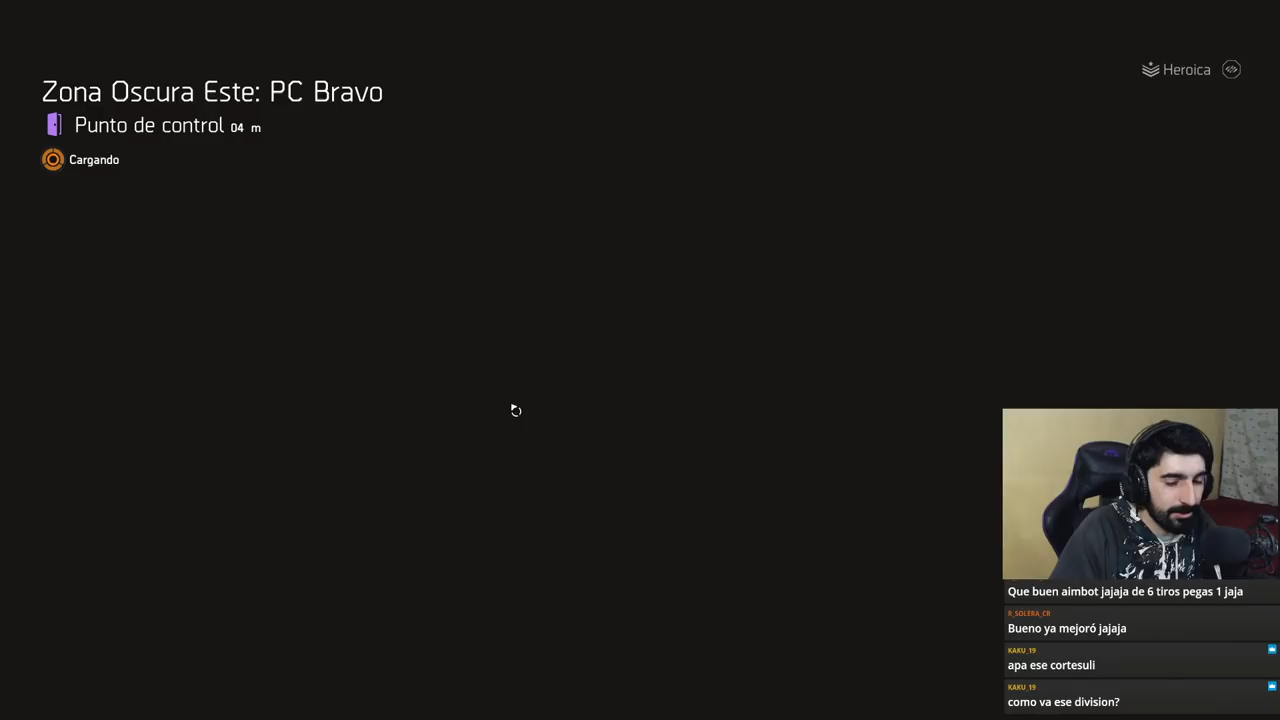 Zona Oscura Este: PC Bravo
Heroica
Punto de control 04 m
Cargando
Que buen aimbot jajaja de 6 tiros pegas 1 jaja
R_SOLERA_CR
Bueno ya mejoró jajaja
KAKU_19
apa ese cortesuli
KAKU_19
como va ese division?